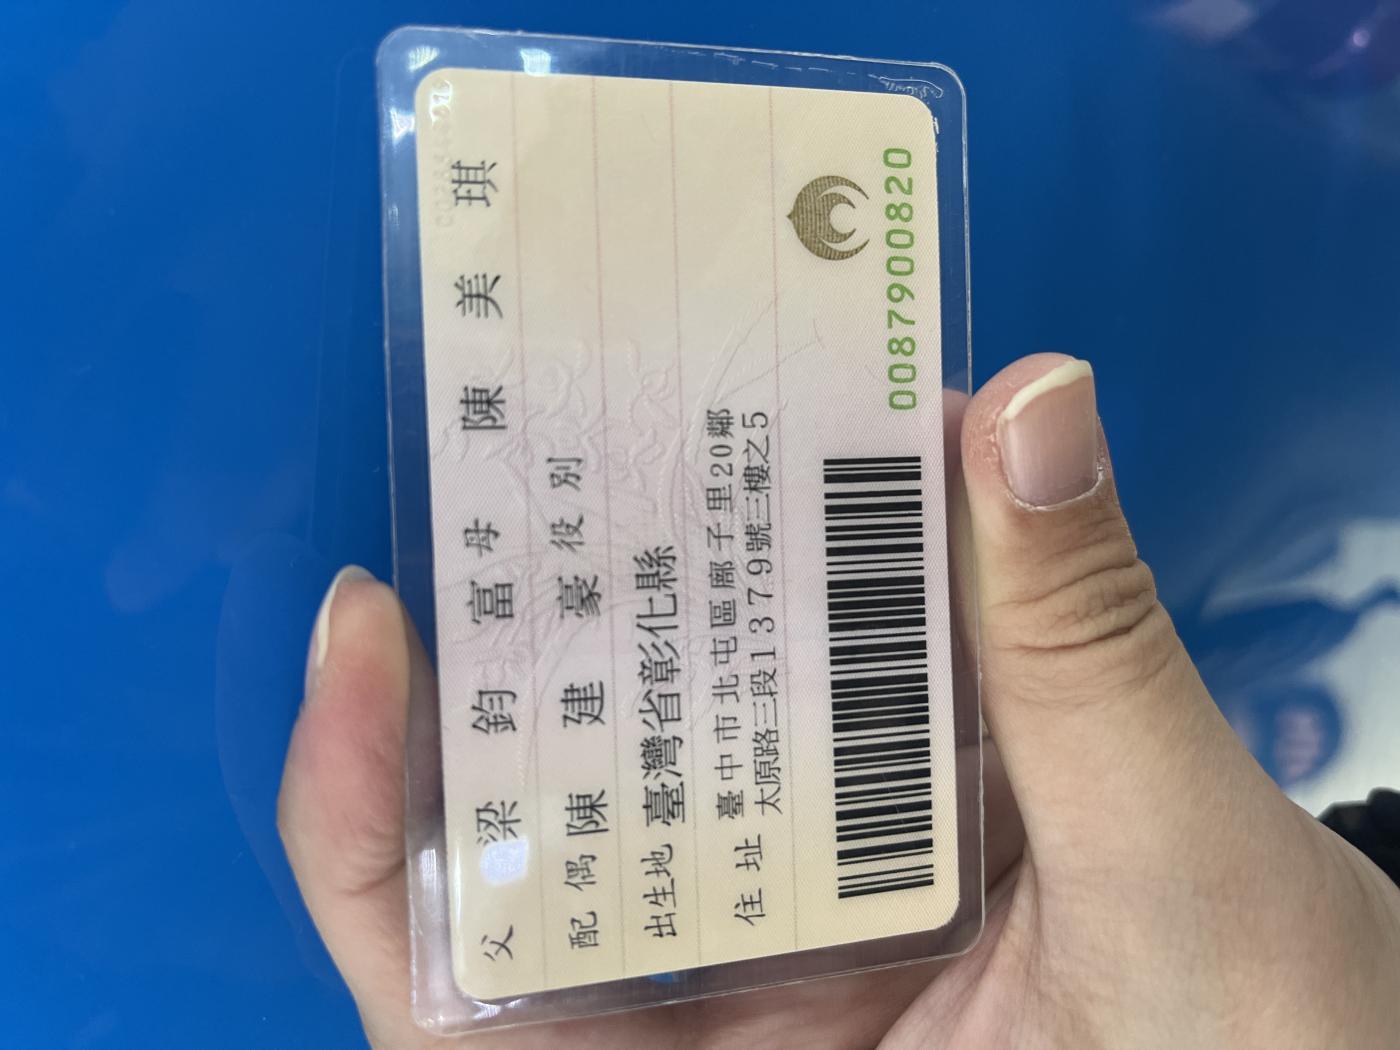 父 梁鈞富 母 陳美琪
配偶 陳建豪 役別
出生地 臺灣省彰化縣
住址 臺中市北屯區廍子里20鄰
太原路三段1379號三樓之5
0087900820